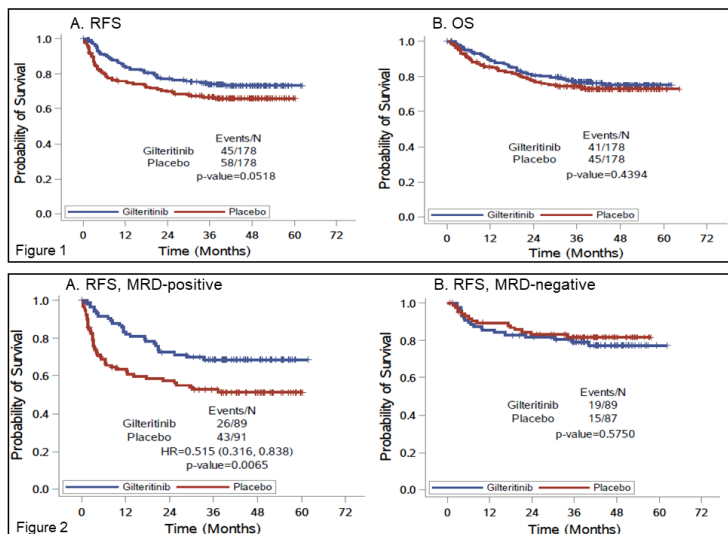 A. RFS
Probability of Survival
1.0
0.8
0.6
0.4
0.2
0.0
Events/N
Gilteritinib 45/178
Placebo 58/178
p-value=0.0518
Gilteritinib Placebo
0 12 24 36 48 60 72
Time (Months)
Figure 1
B. OS
Probability of Survival
1.0
0.8
0.6
0.4
0.2
0.0
Events/N
Gilteritinib 41/178
Placebo 45/178
p-value=0.4394
Gilteritinib Placebo
0 12 24 36 48 60 72
Time (Months)
A. RFS, MRD-positive
Probability of Survival
1.0
0.8
0.6
0.4
0.2
0.0
Events/N
Gilteritinib 26/89
Placebo 43/91
HR=0.515 (0.316, 0.838)
p-value=0.0065
Gilteritinib Placebo
0 12 24 36 48 60 72
Time (Months)
Figure 2
B. RFS, MRD-negative
Probability of Survival
1.0
0.8
0.6
0.4
0.2
0.0
Events/N
Gilteritinib 19/89
Placebo 15/87
p-value=0.5750
Gilteritinib Placebo
0 12 24 36 48 60 72
Time (Months)